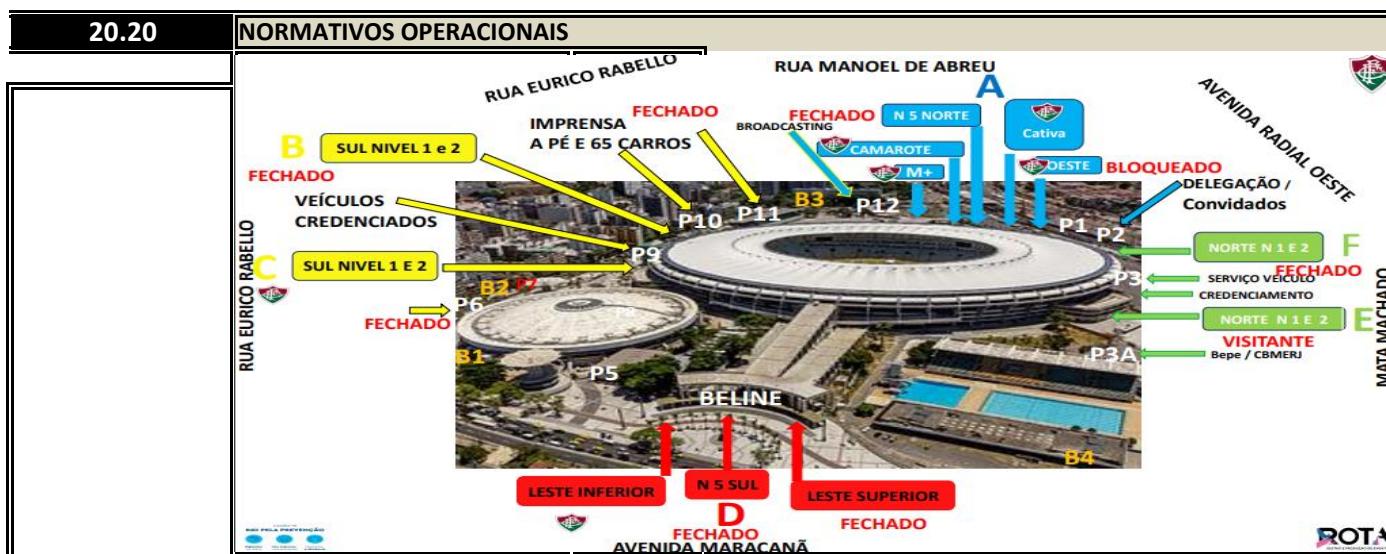 20.20
NORMATIVOS OPERACIONAIS
RUA EURICO RABELLO
RUA MANOEL DE ABREU
A
AVENIDA RADIAL OESTE
IMPRENSA
A PÉ E 65 CARROS
FECHADO
BROADCASTING
FECHADO
N 5 NORTE
Cativa
CAMAROTE
M+
OESTE
BLOQUEADO
DELEGAÇÃO /
Convidados
B
SUL NIVEL 1 e 2
FECHADO
VEÍCULOS
CREDENCIADOS
RUA EURICO RABELLO
C
SUL NIVEL 1 E 2
FECHADO
P10
P11
B3
P12
P1
P2
P9
P3
B2
P7
P6
P8
B1
P5
P3A
BELINE
B4
NORTE N 1 E 2
F
FECHADO
SERVIÇO VEÍCULO
CREDENCIAMENTO
NORTE N 1 E 2
E
VISITANTE
Bepe / CBMERJ
MATA MACHADO
LESTE INFERIOR
N 5 SUL
LESTE SUPERIOR
D
FECHADO
FECHADO
AVENIDA MARACANÃ
ROTA